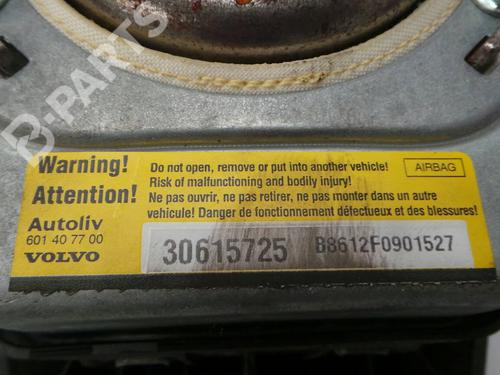 B-PARTS
Warning!
Attention!
Autoliv
601 40 77 00
VOLVO
Do not open, remove or put into another vehicle!
AIRBAG
Risk of malfunctioning and bodily injury!
Ne pas ouvrir, ne pas retirer, ne pas monter dans un autre
vehicule! Danger de fonctionnement défectueux et des blessures!
30615725
B8612F0901527